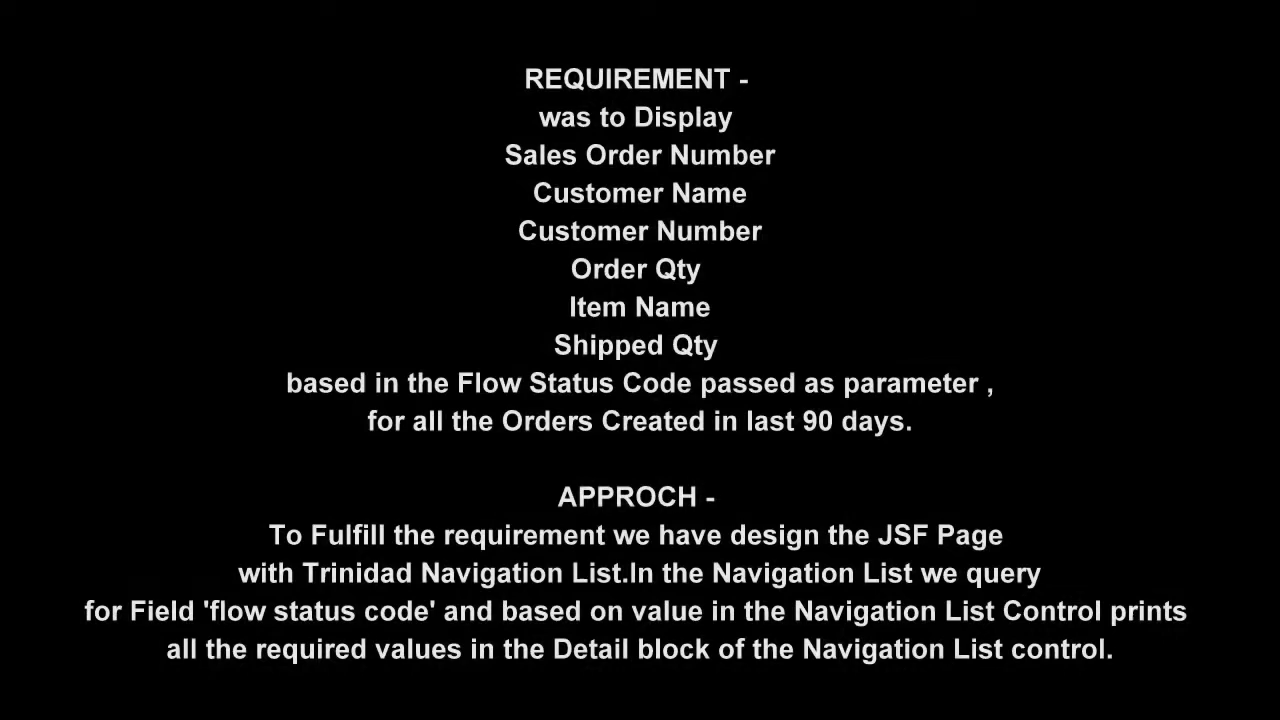 REQUIREMENT -
was to Display
Sales Order Number
Customer Name
Customer Number
Order Qty
Item Name
Shipped Qty
based in the Flow Status Code passed as parameter ,
for all the Orders Created in last 90 days.
APPROCH -
To Fulfill the requirement we have design the JSF Page
with Trinidad Navigation List.In the Navigation List we query
for Field 'flow status code' and based on value in the Navigation List Control prints
all the required values in the Detail block of the Navigation List control.